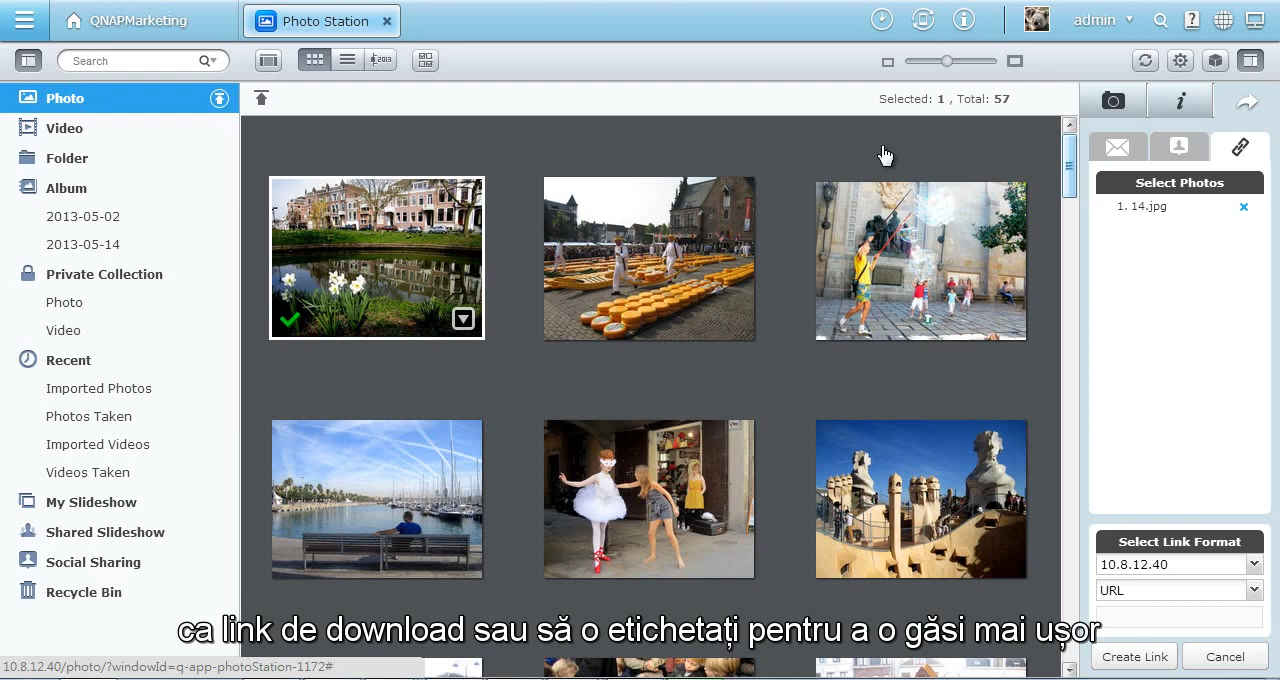 QNAPMarketing
Photo Station
admin
Search
2013
Photo
Selected: 1 , Total: 57
Video
Folder
Album
2013-05-02
2013-05-14
Private Collection
Photo
Video
Recent
Imported Photos
Photos Taken
Imported Videos
Videos Taken
My Slideshow
Shared Slideshow
Social Sharing
Recycle Bin
Select Photos
1. 14.jpg
Select Link Format
10.8.12.40
URL
Create Link
Cancel
ca link de download sau să o etichetați pentru a o găsi mai ușor
10.8.12.40/photo/?windowId=q-app-photoStation-1172#